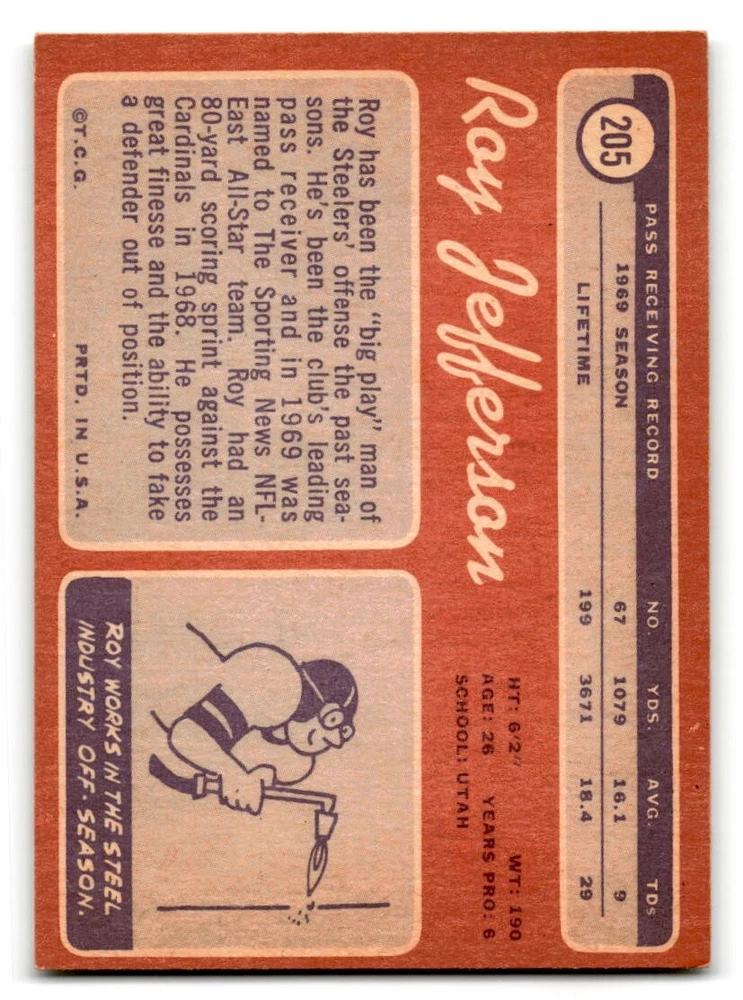 205
PASS RECEIVING RECORD NO. YDS. AVG. TDs
1969 SEASON 67 1079 16.1 9
LIFETIME 199 3671 18.4 29
Roy Jefferson
HT: 6'2" WT: 190
AGE: 26 YEARS PRO: 6
SCHOOL: UTAH
Roy has been the "big play" man of
the Steelers' offense the past sea-
sons. He's been the club's leading
pass receiver and in 1969 was
named to The Sporting News NFL-
East All-Star team. Roy had an
80-yard scoring sprint against the
Cardinals in 1968. He possesses
great finesse and the ability to fake
a defender out of position.
©T.C.G. PRTD. IN U.S.A.
ROY WORKS IN THE STEEL
INDUSTRY OFF-SEASON.